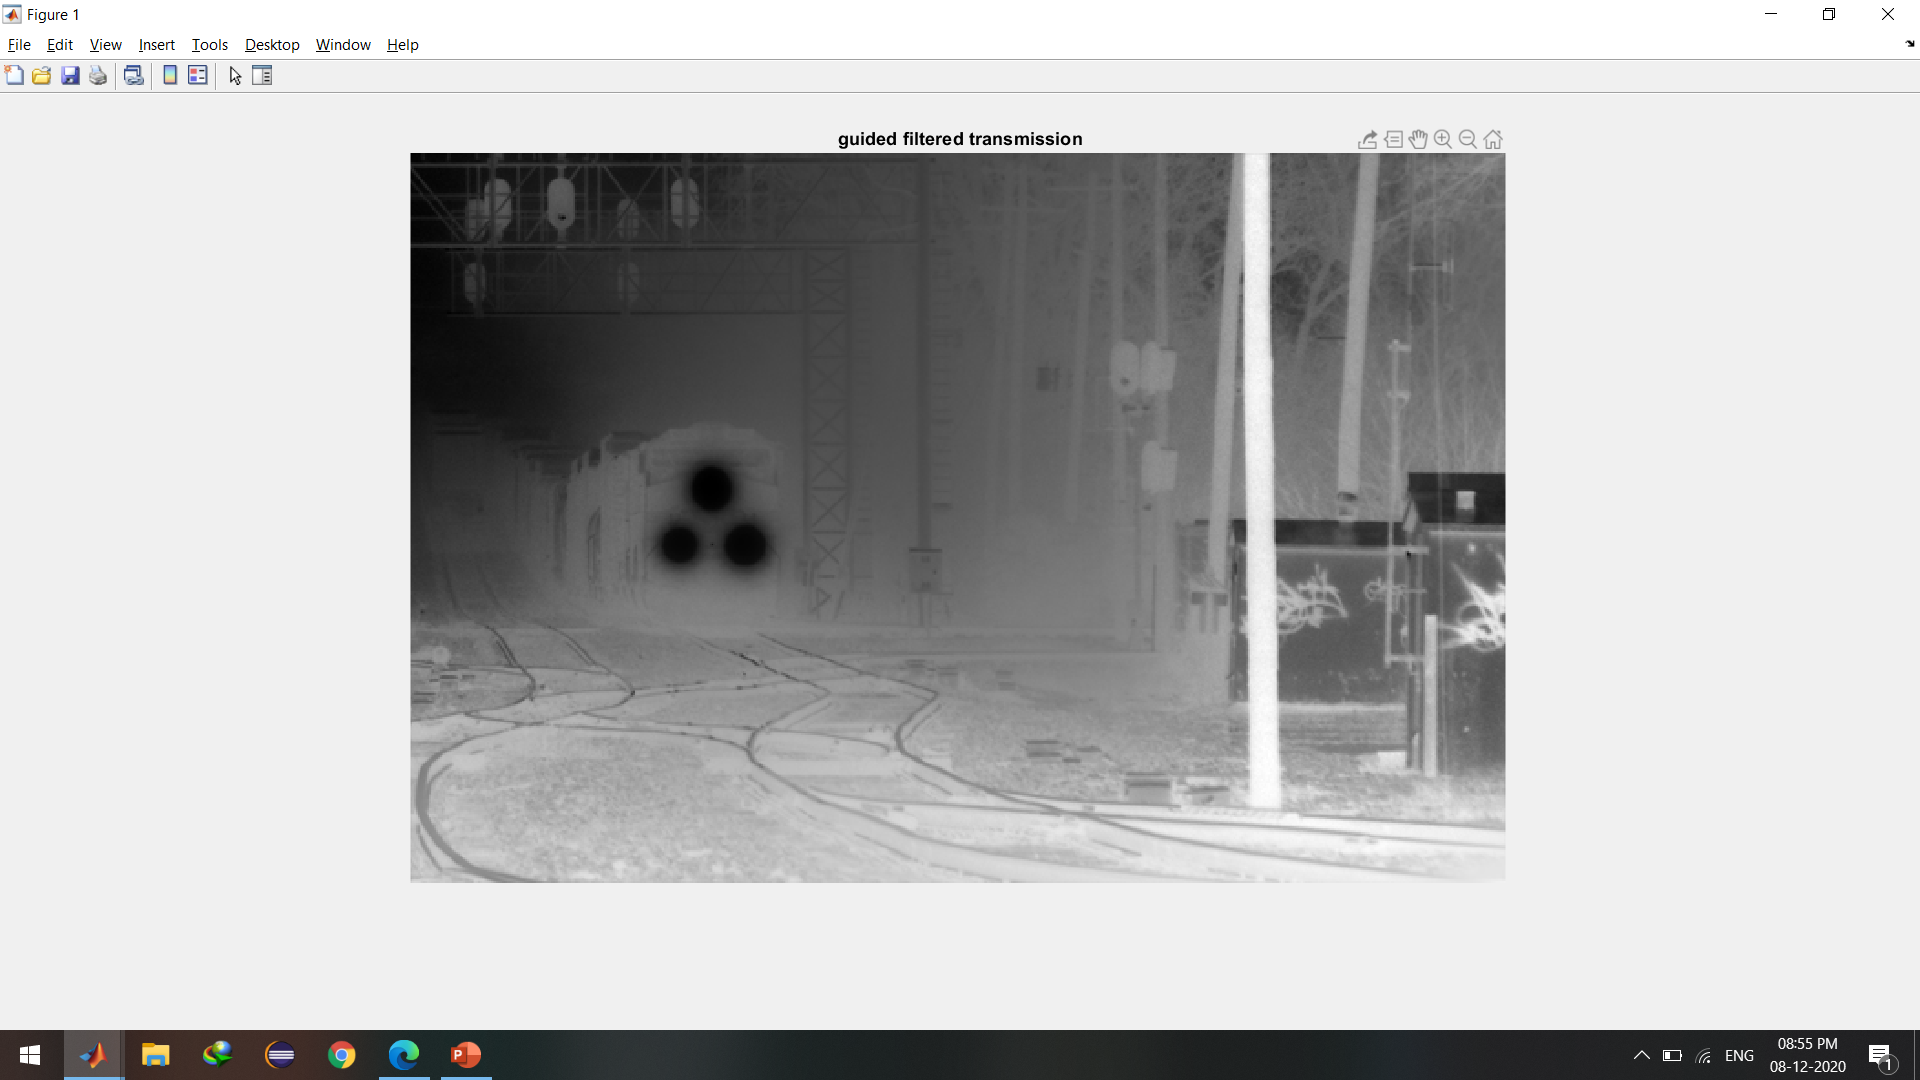 Figure 1
File Edit View Insert Tools Desktop Window Help
guided filtered transmission
P
ENG
08:55 PM
08-12-2020
1